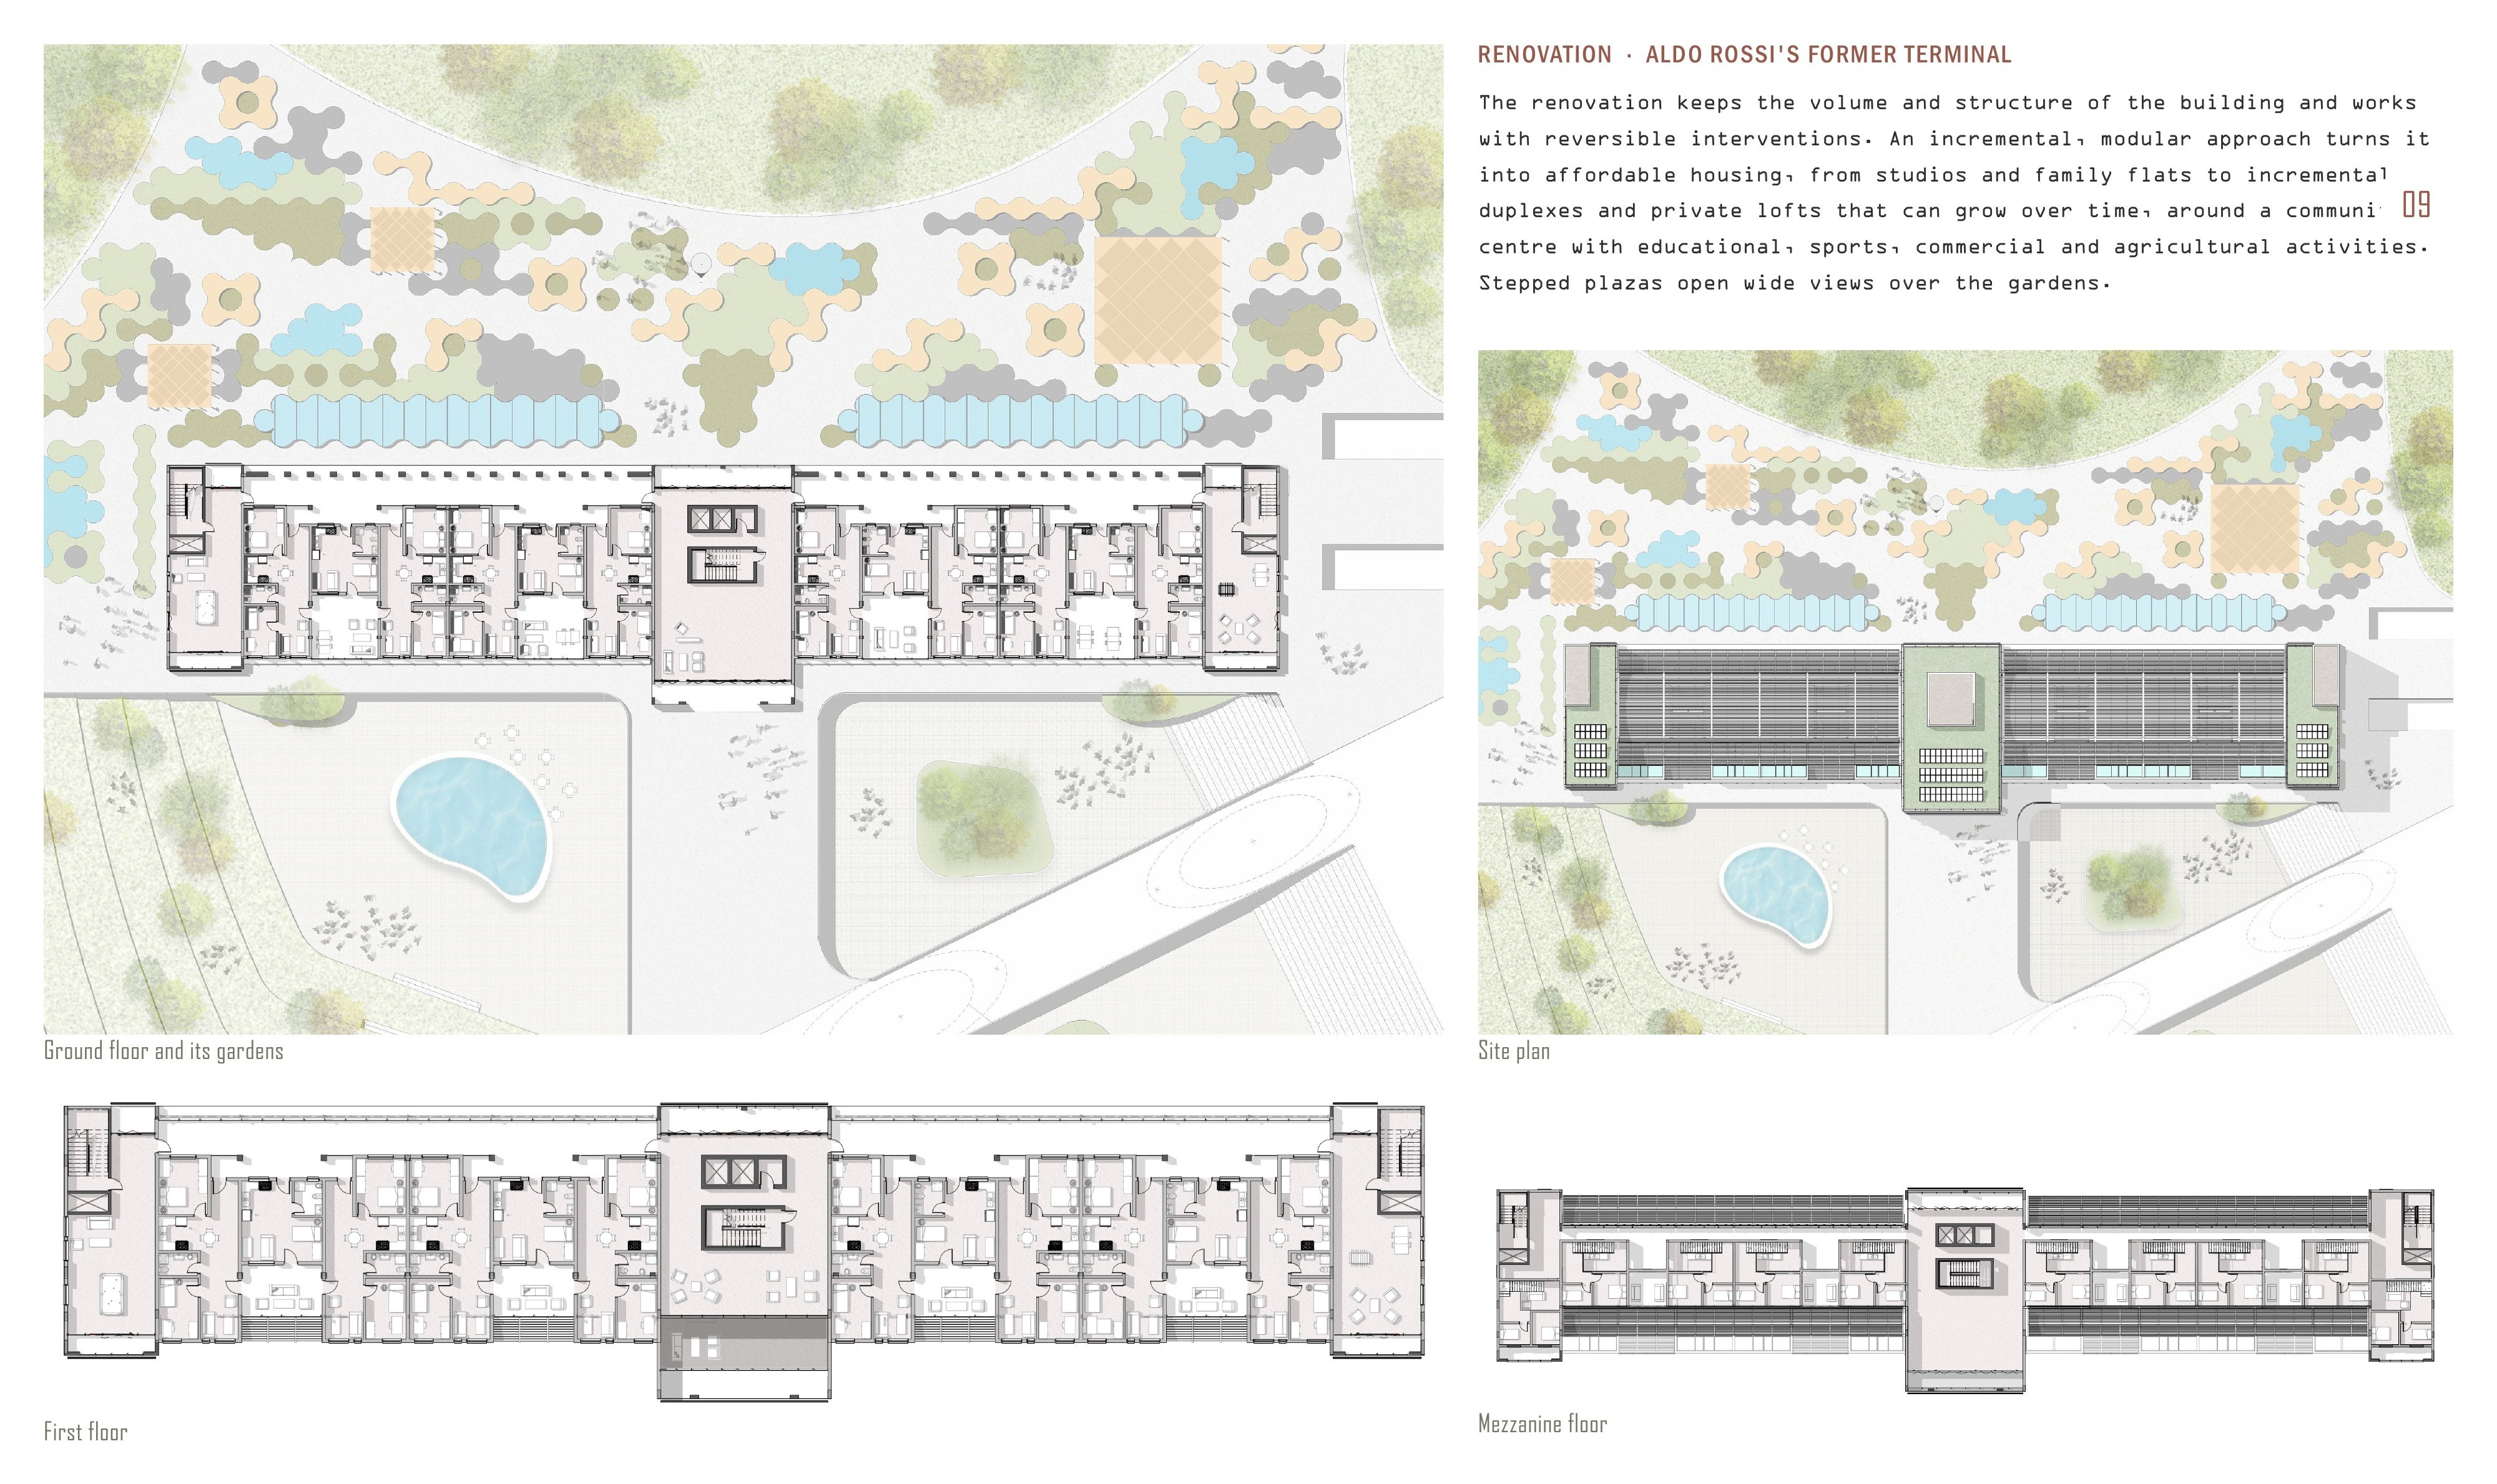 RENOVATION · ALDO ROSSI'S FORMER TERMINAL
The renovation keeps the volume and structure of the building and works
with reversible interventions. An incremental, modular approach turns it
into affordable housing, from studios and family flats to incremental
duplexes and private lofts that can grow over time, around a communi
09
centre with educational, sports, commercial and agricultural activities.
Stepped plazas open wide views over the gardens.
Ground floor and its gardens
Site plan
First floor
Mezzanine floor